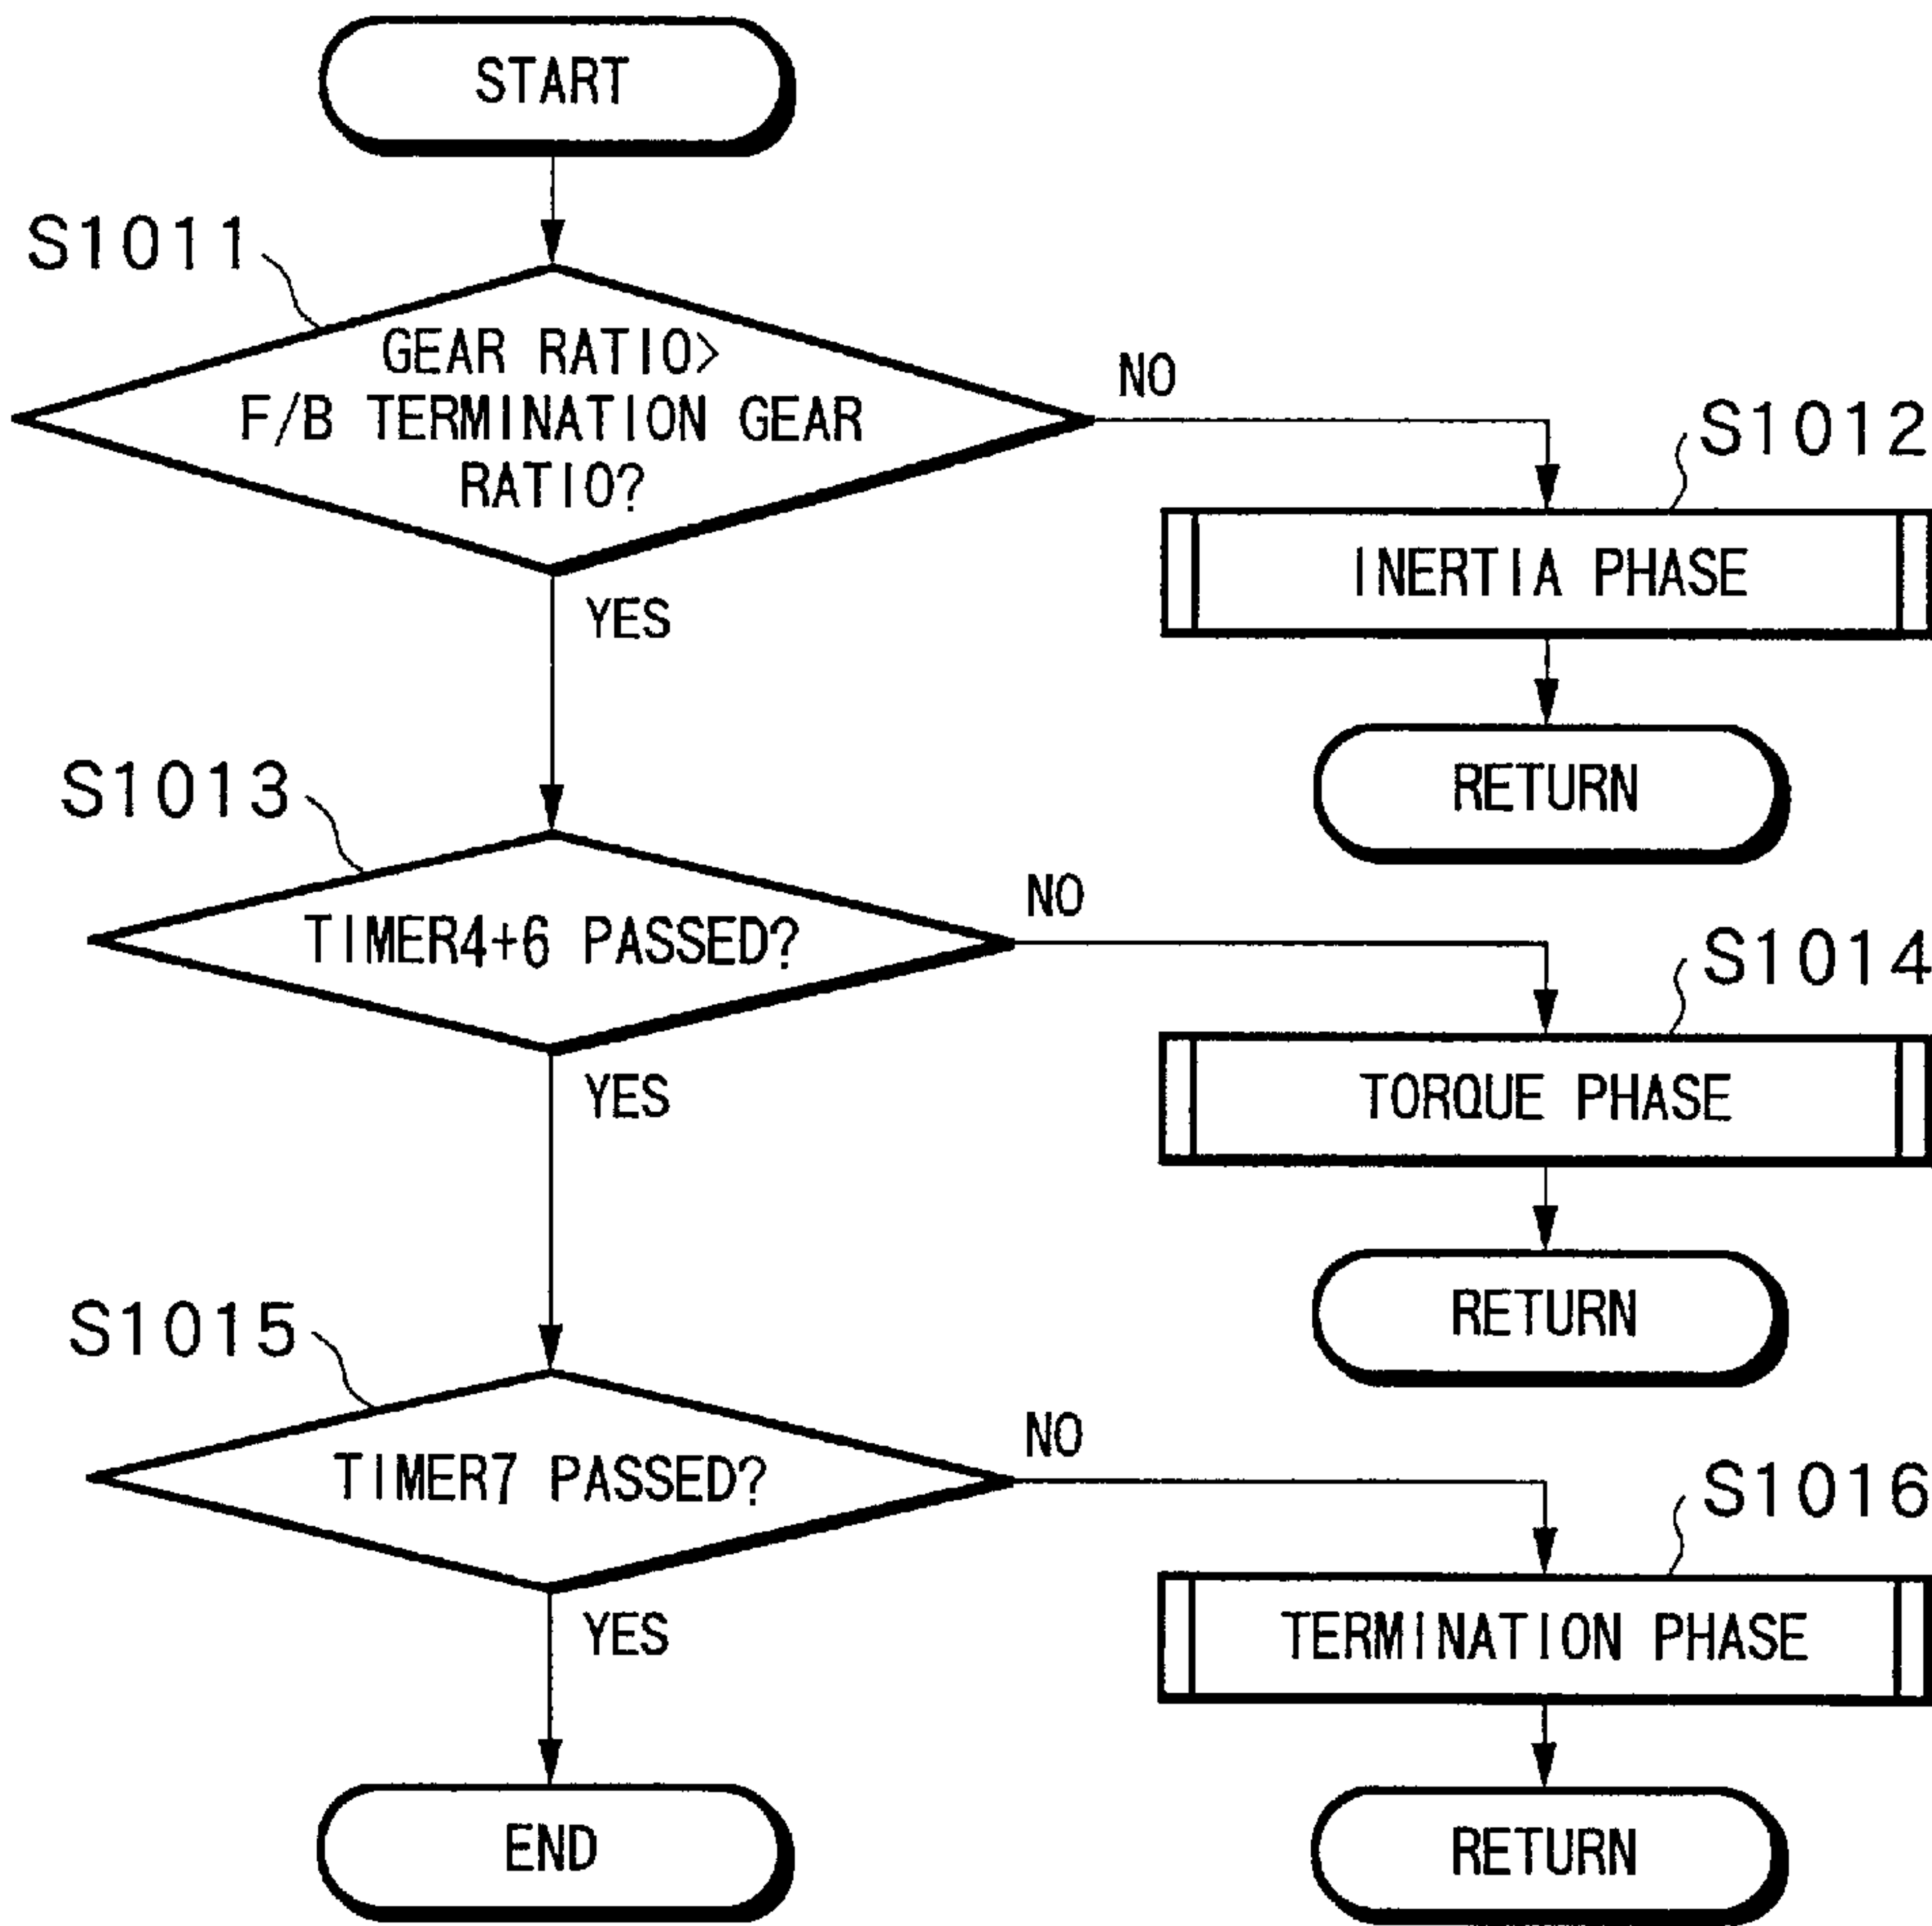 START
S1011
GEAR RATIO>
F/B TERMINATION GEAR
RATIO?
NO
YES
S1012
INERTIA PHASE
RETURN
S1013
TIMER4+6 PASSED?
NO
YES
S1014
TORQUE PHASE
RETURN
S1015
TIMER7 PASSED?
NO
YES
S1016
TERMINATION PHASE
RETURN
END